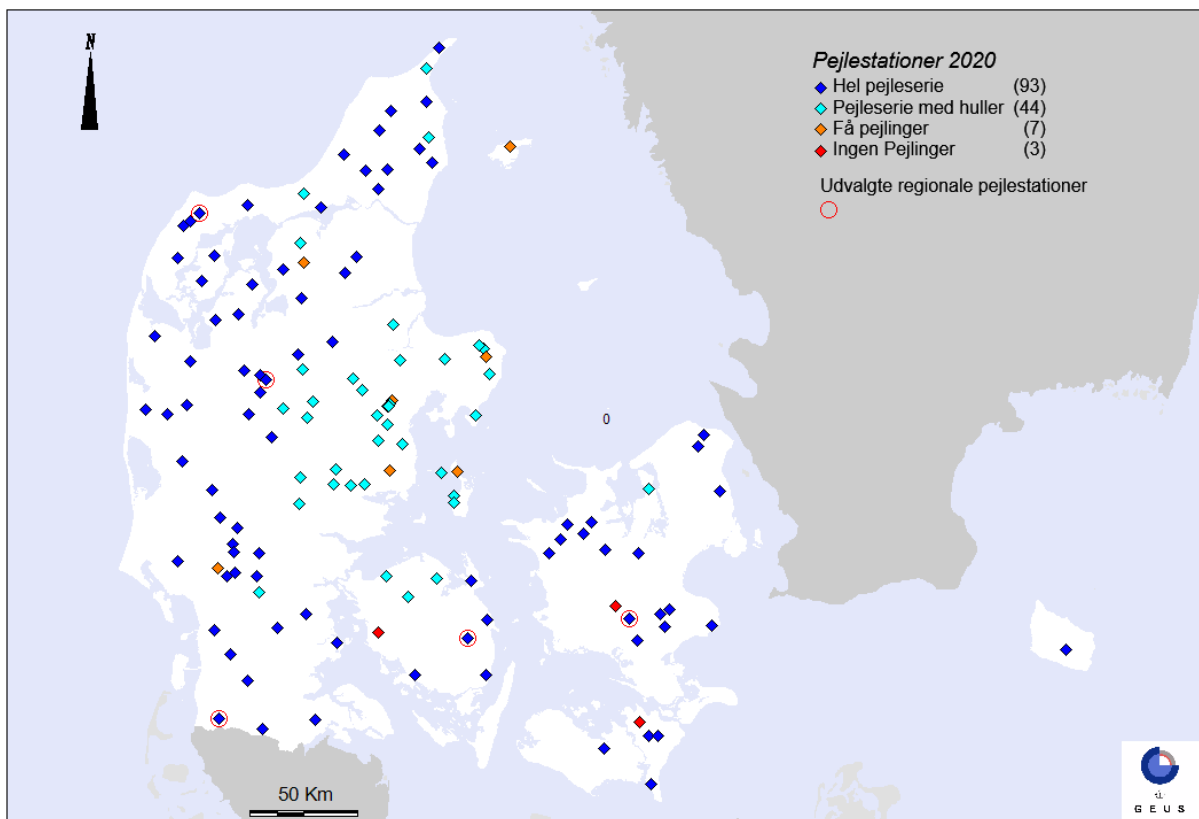 N
Pejlestationer 2020
Hel pejleserie (93)
Pejleserie med huller (44)
Få pejlinger (7)
Ingen Pejlinger (3)
Udvalgte regionale pejlestationer
0
50 Km
G E U S